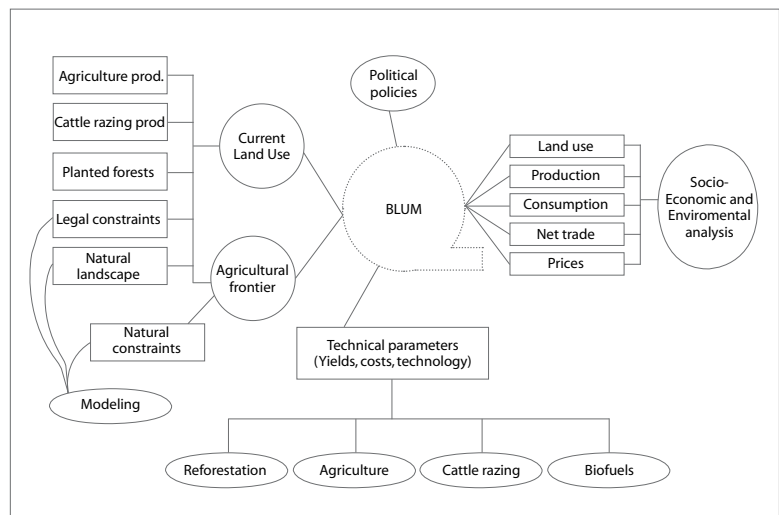 Agriculture prod.
Cattle razing prod
Planted forests
Legal constraints
Natural
landscape
Natural
constraints
Modeling
Current
Land Use
Agricultural
frontier
Political
policies
BLUM
Land use
Production
Consumption
Net trade
Prices
Socio-
Economic and
Enviromental
analysis
Technical parameters
(Yields, costs, technology)
Reforestation
Agriculture
Cattle razing
Biofuels